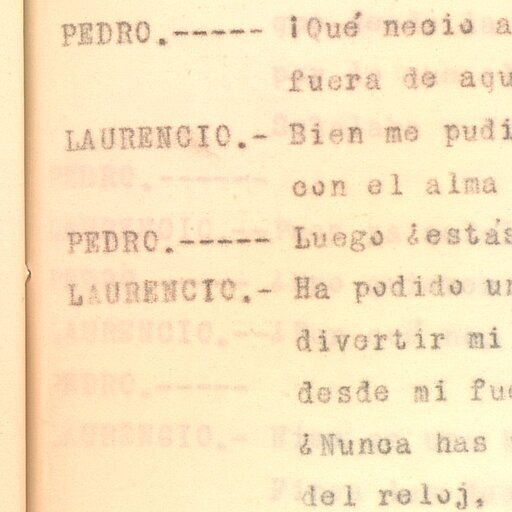 PEDRO.----- ¡Qué necio a
fuera de aqu
LAURENCIO.- Bien me pudi
con el alma
PEDRO.----- Luego ¿estás
LAURENCIO.- Ha podido un
divertir mi
desde mi fue
¿Nunca has
del reloj,